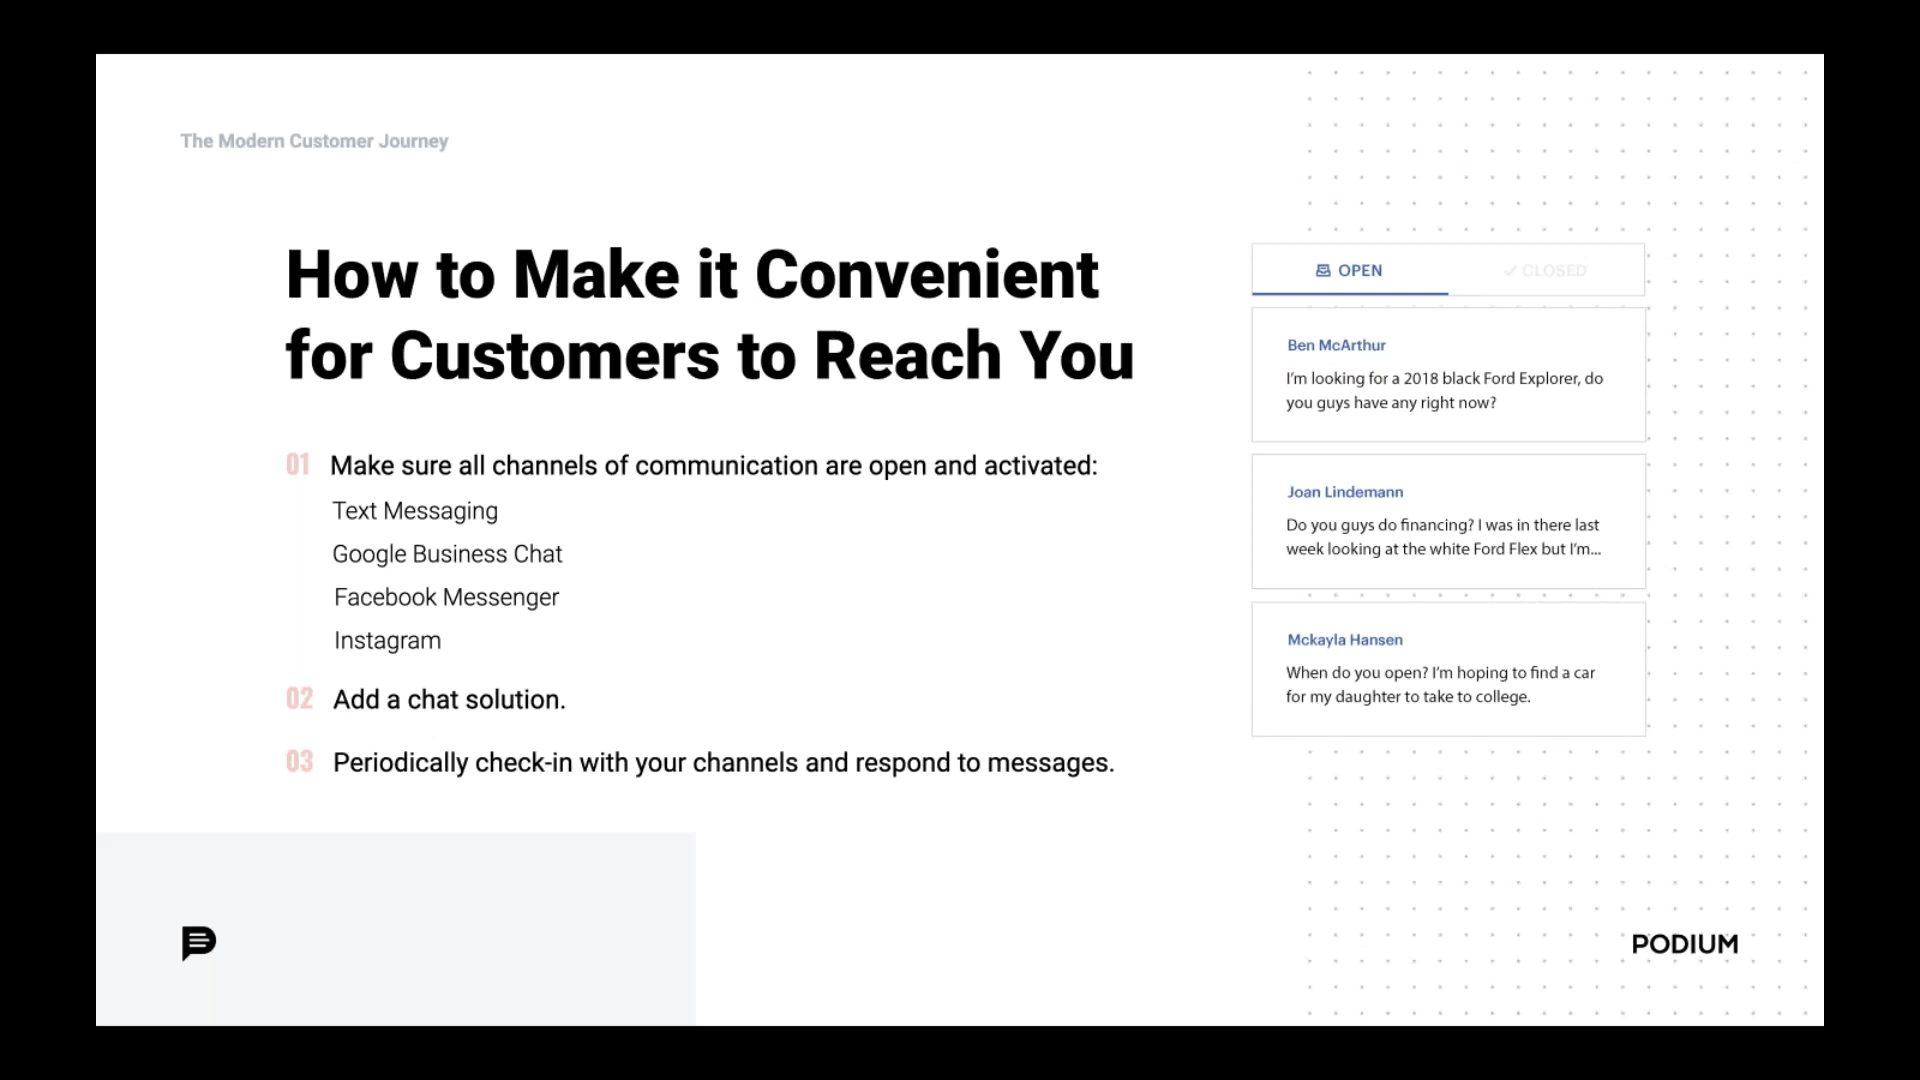 The Modern Customer Journey
How to Make it Convenient
for Customers to Reach You
01 Make sure all channels of communication are open and activated:
Text Messaging
Google Business Chat
Facebook Messenger
Instagram
02 Add a chat solution.
03 Periodically check-in with your channels and respond to messages.
OPEN ✓ CLOSED
Ben McArthur
I'm looking for a 2018 black Ford Explorer, do
you guys have any right now?
Joan Lindemann
Do you guys do financing? I was in there last
week looking at the white Ford Flex but I'm...
Mckayla Hansen
When do you open? I'm hoping to find a car
for my daughter to take to college.
PODIUM